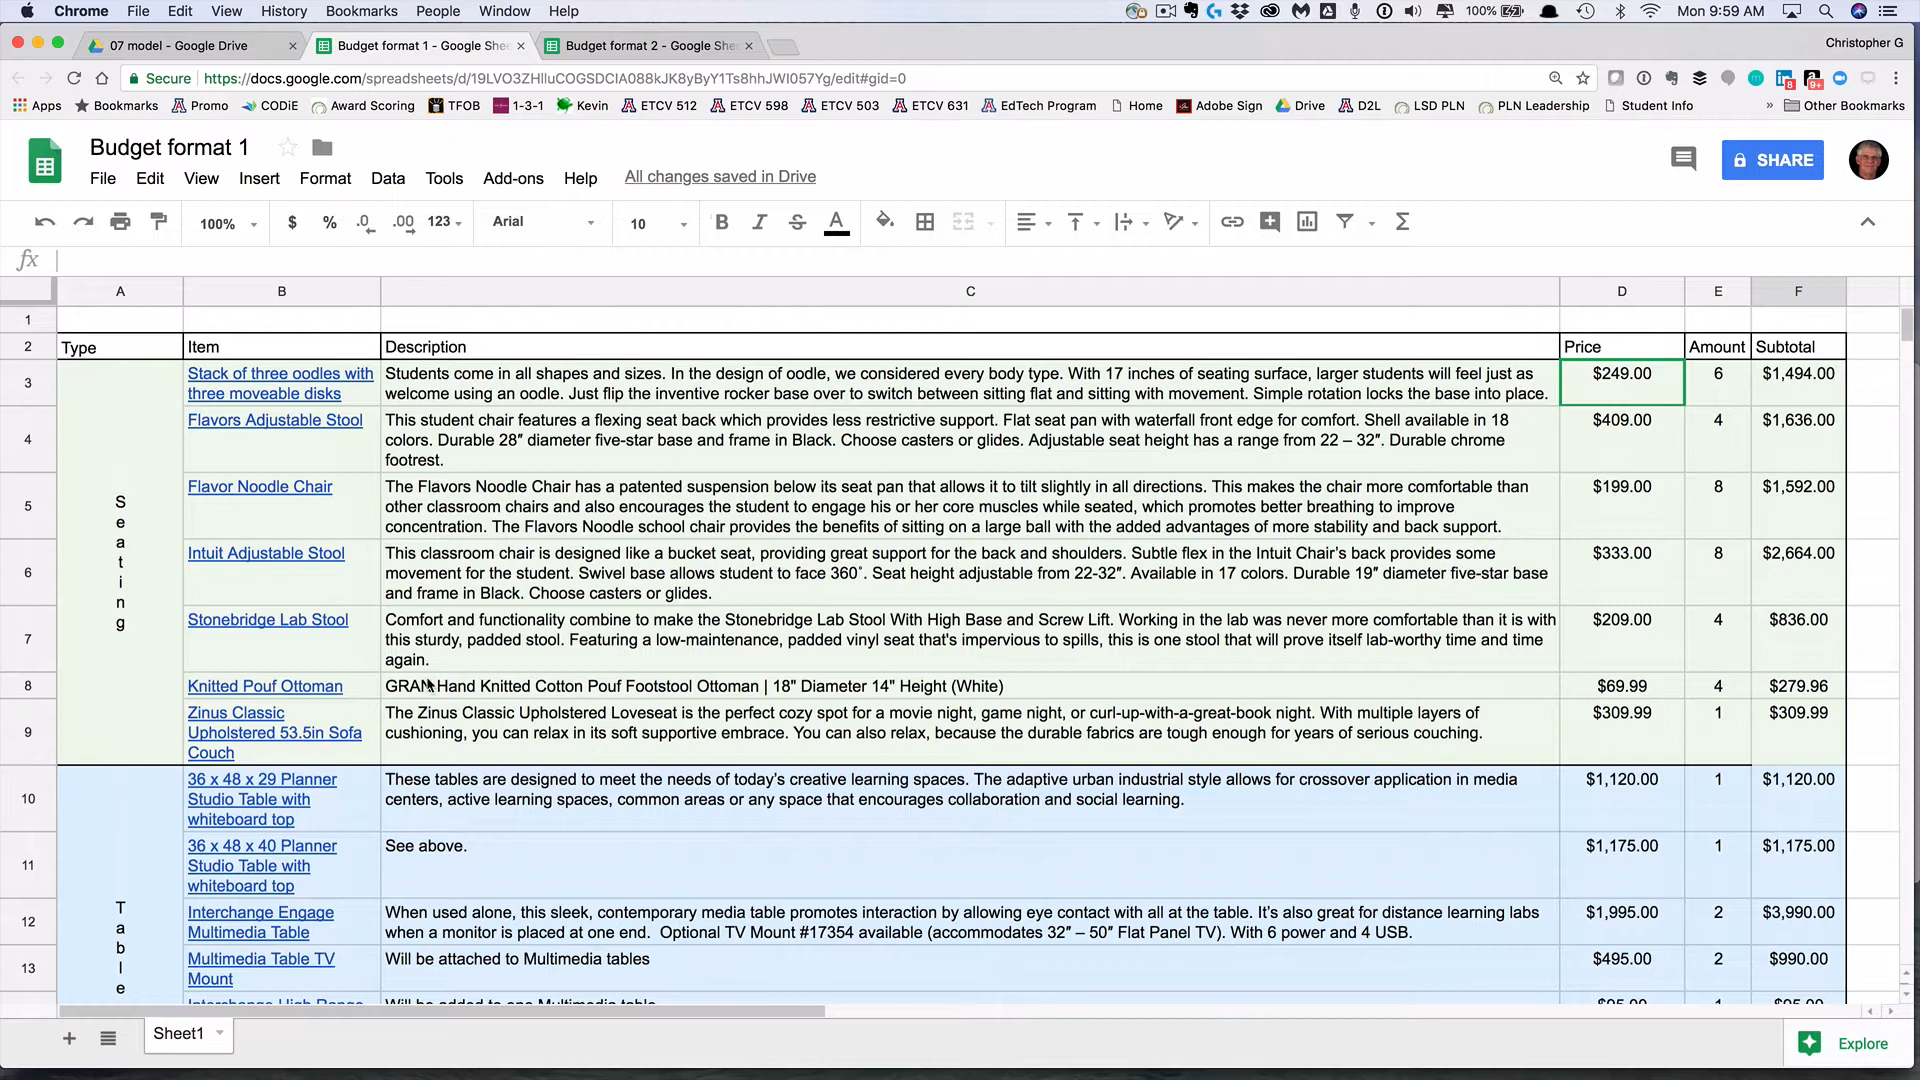 Chrome File Edit View History Bookmarks People Window Help 100% Mon 9:59 AM
07 model - Google Drive × Budget format 1 - Google Shee × Budget format 2 - Google Shee × Christopher G
Secure https://docs.google.com/spreadsheets/d/19LVO3ZHlluCOGSDCIA088kJK8yByY1Ts8hhJWI057Yg/edit#gid=0
Apps Bookmarks Promo CODiE Award Scoring TFOB 1-3-1 Kevin ETCV 512 ETCV 598 ETCV 503 ETCV 631 EdTech Program Home Adobe Sign Drive D2L LSD PLN PLN Leadership Student Info » Other Bookmarks
Budget format 1
SHARE
File Edit View Insert Format Data Tools Add-ons Help All changes saved in Drive
100% $ % .0 .00 123 Arial 10 B I S A Σ
fx
A B C D E F
1
2 Type Item Description Price Amount Subtotal
Seating
3 Stack of three oodles with Students come in all shapes and sizes. In the design of oodle, we considered every body type. With 17 inches of seating surface, larger students will feel just as $249.00 6 $1,494.00
three moveable disks welcome using an oodle. Just flip the inventive rocker base over to switch between sitting flat and sitting with movement. Simple rotation locks the base into place.
4 Flavors Adjustable Stool This student chair features a flexing seat back which provides less restrictive support. Flat seat pan with waterfall front edge for comfort. Shell available in 18 $409.00 4 $1,636.00
colors. Durable 28″ diameter five-star base and frame in Black. Choose casters or glides. Adjustable seat height has a range from 22 – 32″. Durable chrome
footrest.
5 Flavor Noodle Chair The Flavors Noodle Chair has a patented suspension below its seat pan that allows it to tilt slightly in all directions. This makes the chair more comfortable than $199.00 8 $1,592.00
other classroom chairs and also encourages the student to engage his or her core muscles while seated, which promotes better breathing to improve
concentration. The Flavors Noodle school chair provides the benefits of sitting on a large ball with the added advantages of more stability and back support.
6 Intuit Adjustable Stool This classroom chair is designed like a bucket seat, providing great support for the back and shoulders. Subtle flex in the Intuit Chair’s back provides some $333.00 8 $2,664.00
movement for the student. Swivel base allows student to face 360˚. Seat height adjustable from 22-32″. Available in 17 colors. Durable 19″ diameter five-star base
and frame in Black. Choose casters or glides.
7 Stonebridge Lab Stool Comfort and functionality combine to make the Stonebridge Lab Stool With High Base and Screw Lift. Working in the lab was never more comfortable than it is with $209.00 4 $836.00
this sturdy, padded stool. Featuring a low-maintenance, padded vinyl seat that's impervious to spills, this is one stool that will prove itself lab-worthy time and time
again.
8 Knitted Pouf Ottoman GRAN Hand Knitted Cotton Pouf Footstool Ottoman | 18" Diameter 14" Height (White) $69.99 4 $279.96
9 Zinus Classic The Zinus Classic Upholstered Loveseat is the perfect cozy spot for a movie night, game night, or curl-up-with-a-great-book night. With multiple layers of $309.99 1 $309.99
Upholstered 53.5in Sofa cushioning, you can relax in its soft supportive embrace. You can also relax, because the durable fabrics are tough enough for years of serious couching.
Couch
Table
10 36 x 48 x 29 Planner These tables are designed to meet the needs of today’s creative learning spaces. The adaptive urban industrial style allows for crossover application in media $1,120.00 1 $1,120.00
Studio Table with centers, active learning spaces, common areas or any space that encourages collaboration and social learning.
whiteboard top
11 36 x 48 x 40 Planner See above. $1,175.00 1 $1,175.00
Studio Table with
whiteboard top
12 Interchange Engage When used alone, this sleek, contemporary media table promotes interaction by allowing eye contact with all at the table. It’s also great for distance learning labs $1,995.00 2 $3,990.00
Multimedia Table when a monitor is placed at one end. Optional TV Mount #17354 available (accommodates 32″ – 50″ Flat Panel TV). With 6 power and 4 USB.
13 Multimedia Table TV Will be attached to Multimedia tables $495.00 2 $990.00
Mount
Interchange High Range Will be added to one Multimedia table $95.00 1 $95.00
Sheet1
Explore